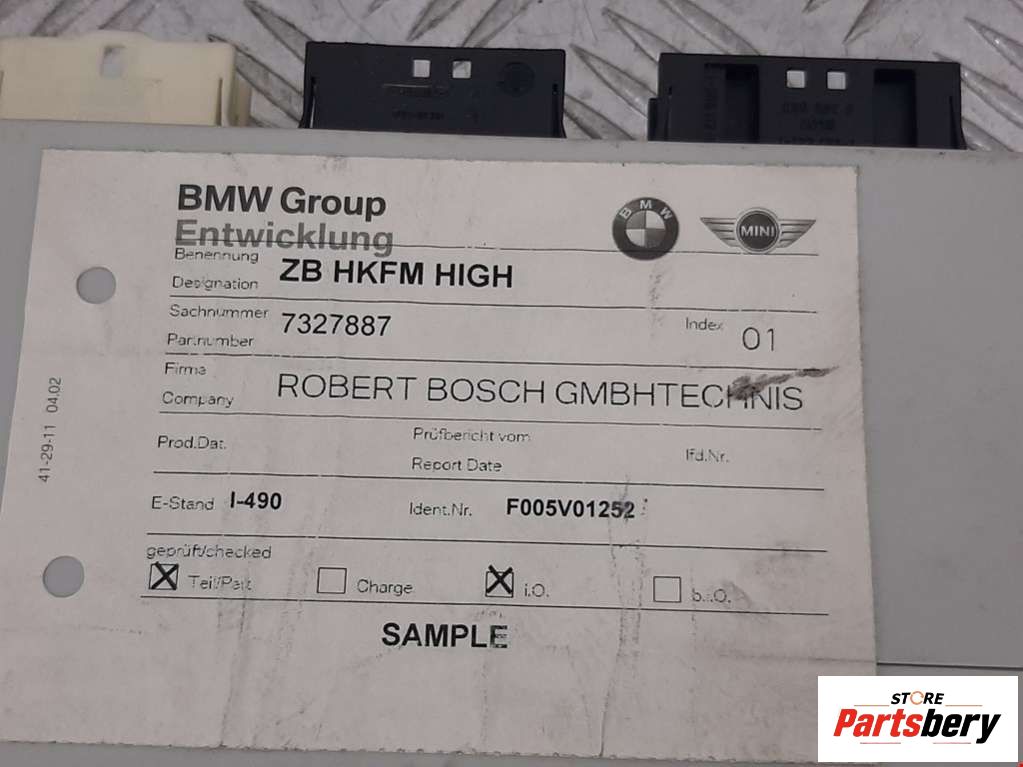 BMW Group
Entwicklung
BMW
MINI
Benennung
Designation
ZB HKFM HIGH
Sachnummer
Partnumber
7327887
Index 01
Firma
Company
ROBERT BOSCH GMBHTECHNIS
Prod.Dat.
Prüfbericht vom
Report Date
lfd.Nr.
E-Stand I-490
Ident.Nr. F005V01252
geprüft/checked
Teil/Part
Charge
i.O.
b.i.O.
SAMPLE
41-29-11 04.02
STORE
Partsbery